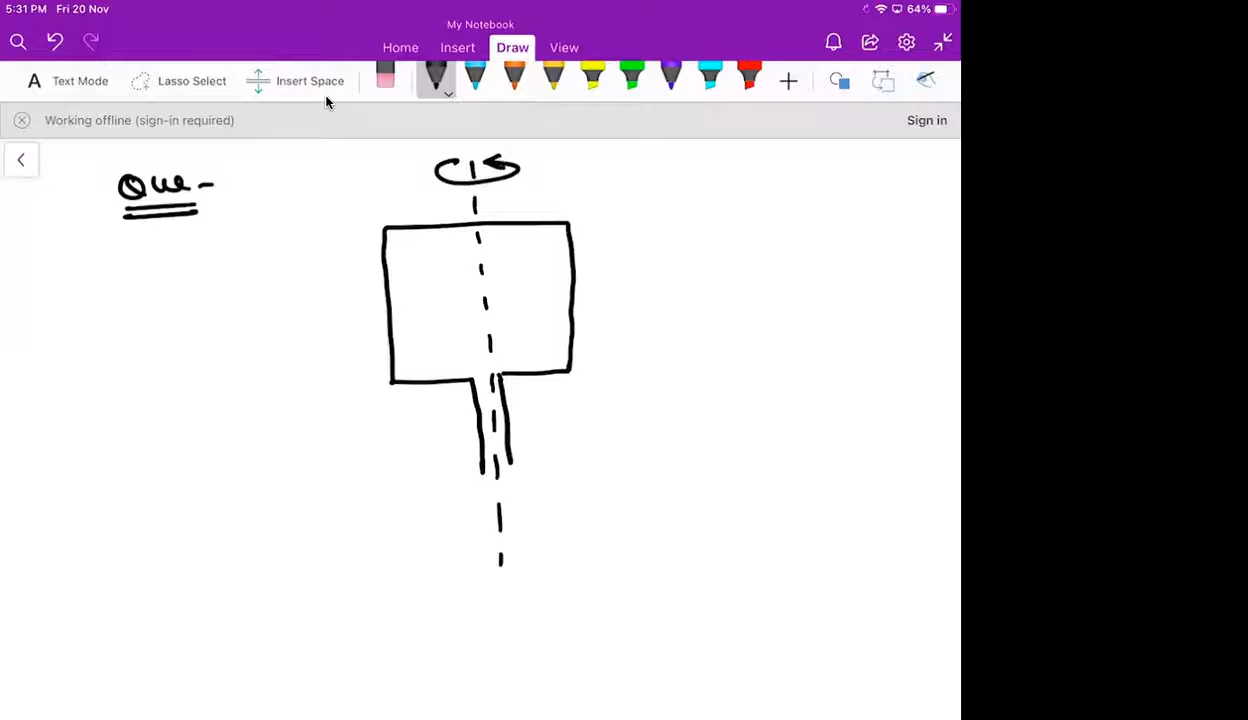 5:31 PM Fri 20 Nov
64%
My Notebook
Home Insert Draw View
A Text Mode Lasso Select Insert Space
Working offline (sign-in required) Sign in
Que -